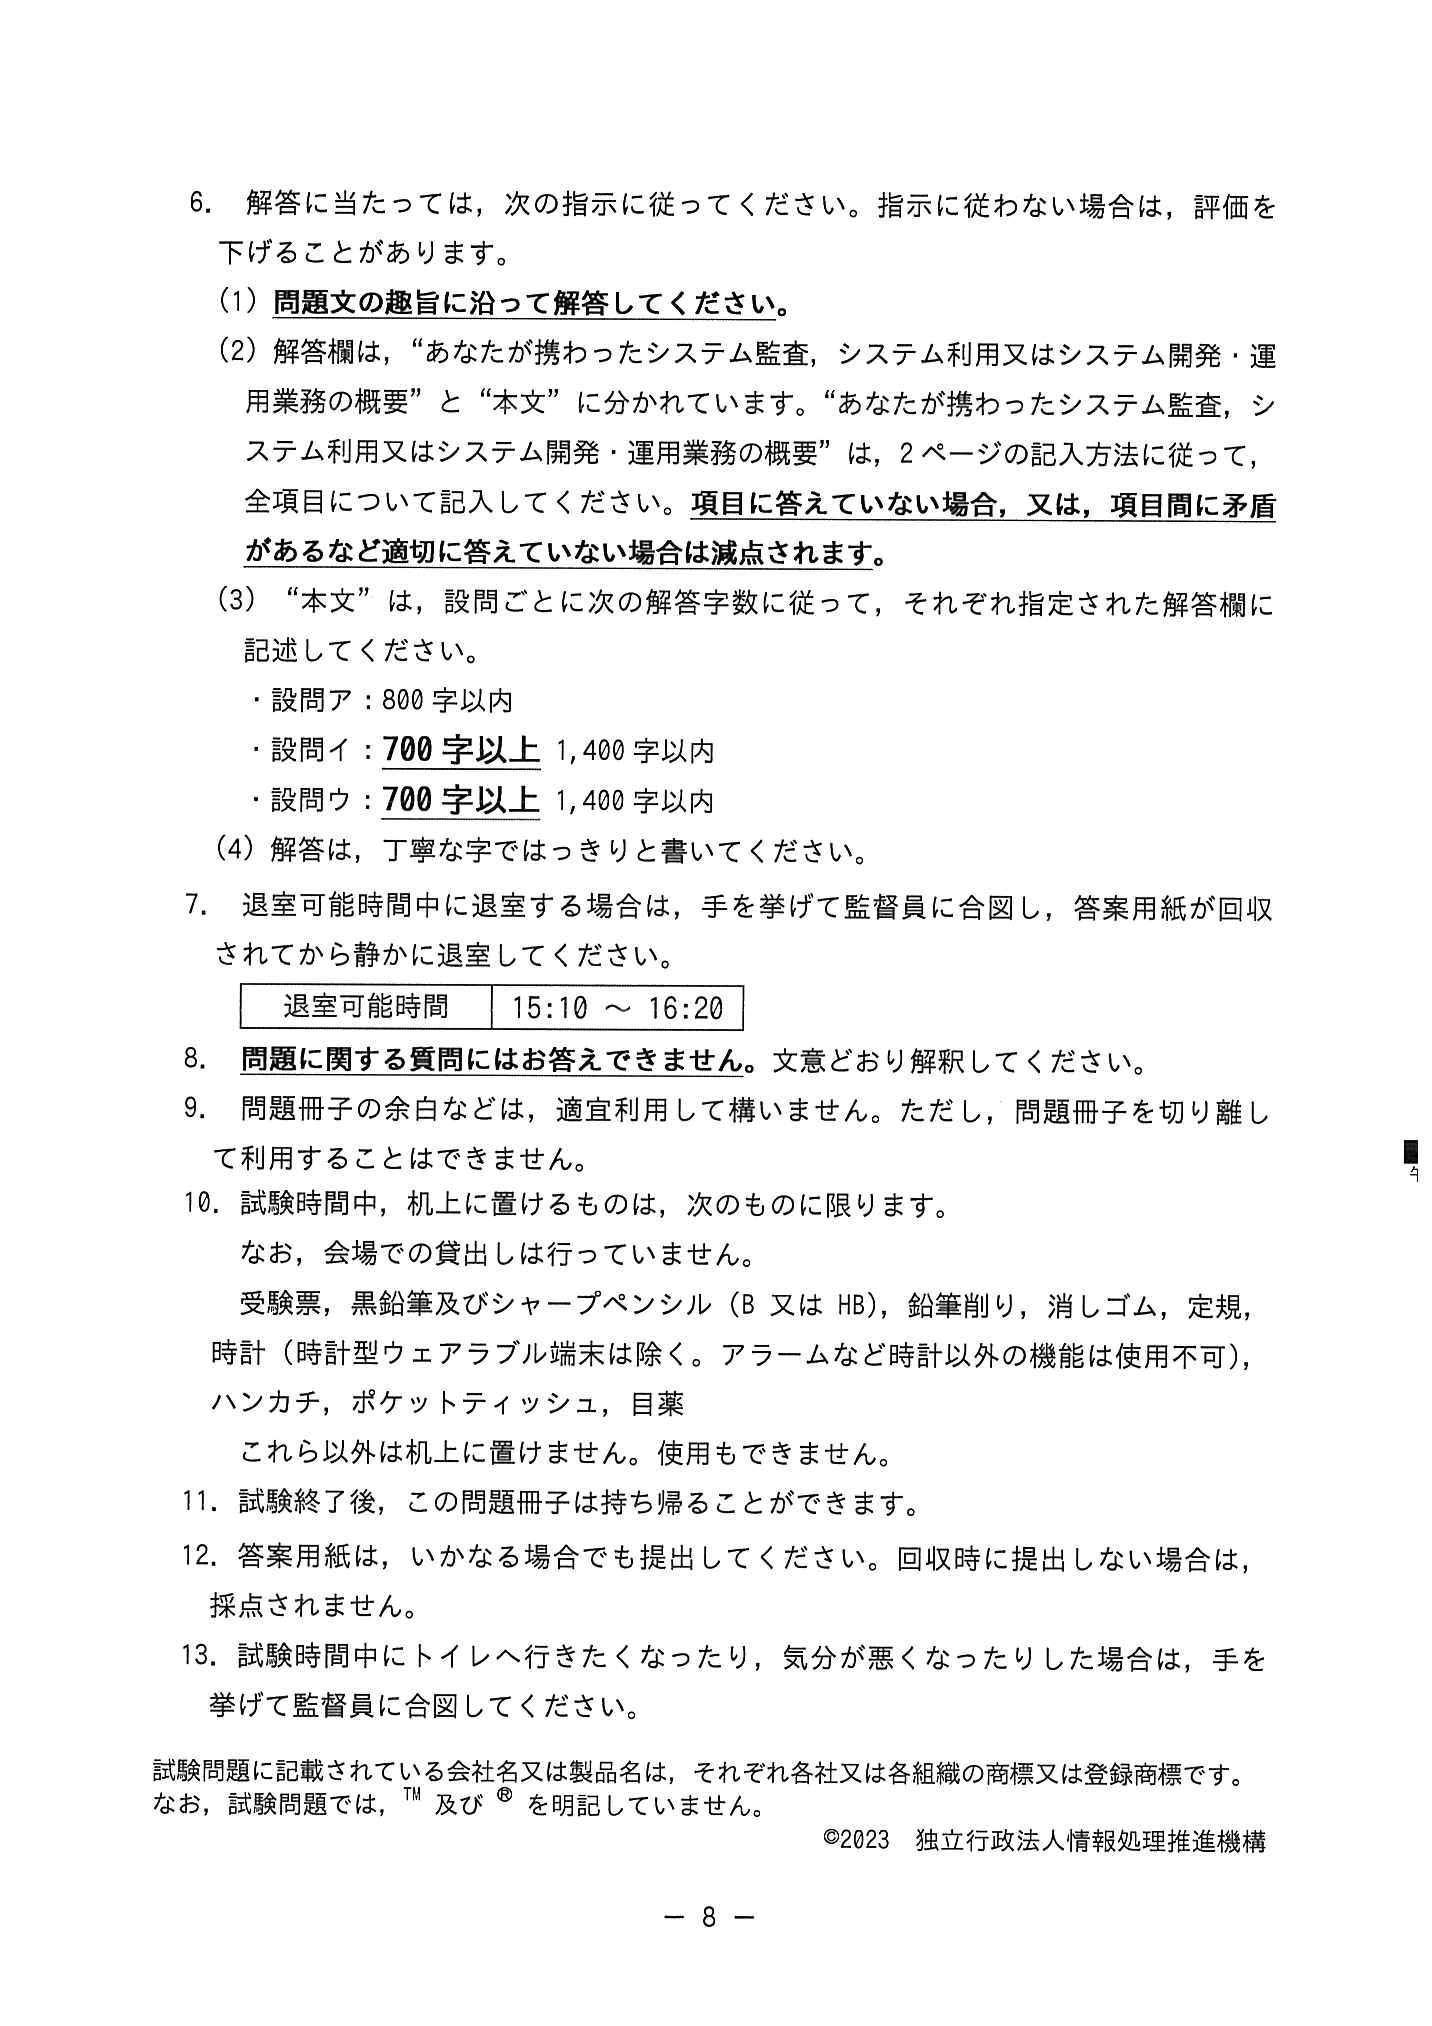 6. 解答に当たっては，次の指示に従ってください。指示に従わない場合は，評価を
下げることがあります。
(1) 問題文の趣旨に沿って解答してください。
(2) 解答欄は，“あなたが携わったシステム監査，システム利用又はシステム開発・運
用業務の概要” と “本文” に分かれています。“あなたが携わったシステム監査，シ
ステム利用又はシステム開発・運用業務の概要” は，2 ページの記入方法に従って，
全項目について記入してください。項目に答えていない場合，又は，項目間に矛盾
があるなど適切に答えていない場合は減点されます。
(3) “本文” は，設問ごとに次の解答字数に従って，それぞれ指定された解答欄に
記述してください。
・設問ア：800 字以内
・設問イ：700 字以上 1,400 字以内
・設問ウ：700 字以上 1,400 字以内
(4) 解答は，丁寧な字ではっきりと書いてください。
7. 退室可能時間中に退室する場合は，手を挙げて監督員に合図し，答案用紙が回収
されてから静かに退室してください。
退室可能時間 15:10 ～ 16:20
8. 問題に関する質問にはお答えできません。文意どおり解釈してください。
9. 問題冊子の余白などは，適宜利用して構いません。ただし，問題冊子を切り離し
て利用することはできません。
10. 試験時間中，机上に置けるものは，次のものに限ります。
なお，会場での貸出しは行っていません。
受験票，黒鉛筆及びシャープペンシル（B 又は HB），鉛筆削り，消しゴム，定規，
時計（時計型ウェアラブル端末は除く。アラームなど時計以外の機能は使用不可），
ハンカチ，ポケットティッシュ，目薬
これら以外は机上に置けません。使用もできません。
11. 試験終了後，この問題冊子は持ち帰ることができます。
12. 答案用紙は，いかなる場合でも提出してください。回収時に提出しない場合は，
採点されません。
13. 試験時間中にトイレへ行きたくなったり，気分が悪くなったりした場合は，手を
挙げて監督員に合図してください。
試験問題に記載されている会社名又は製品名は，それぞれ各社又は各組織の商標又は登録商標です。
なお，試験問題では，™ 及び ® を明記していません。
©2023 独立行政法人情報処理推進機構
－ 8 －